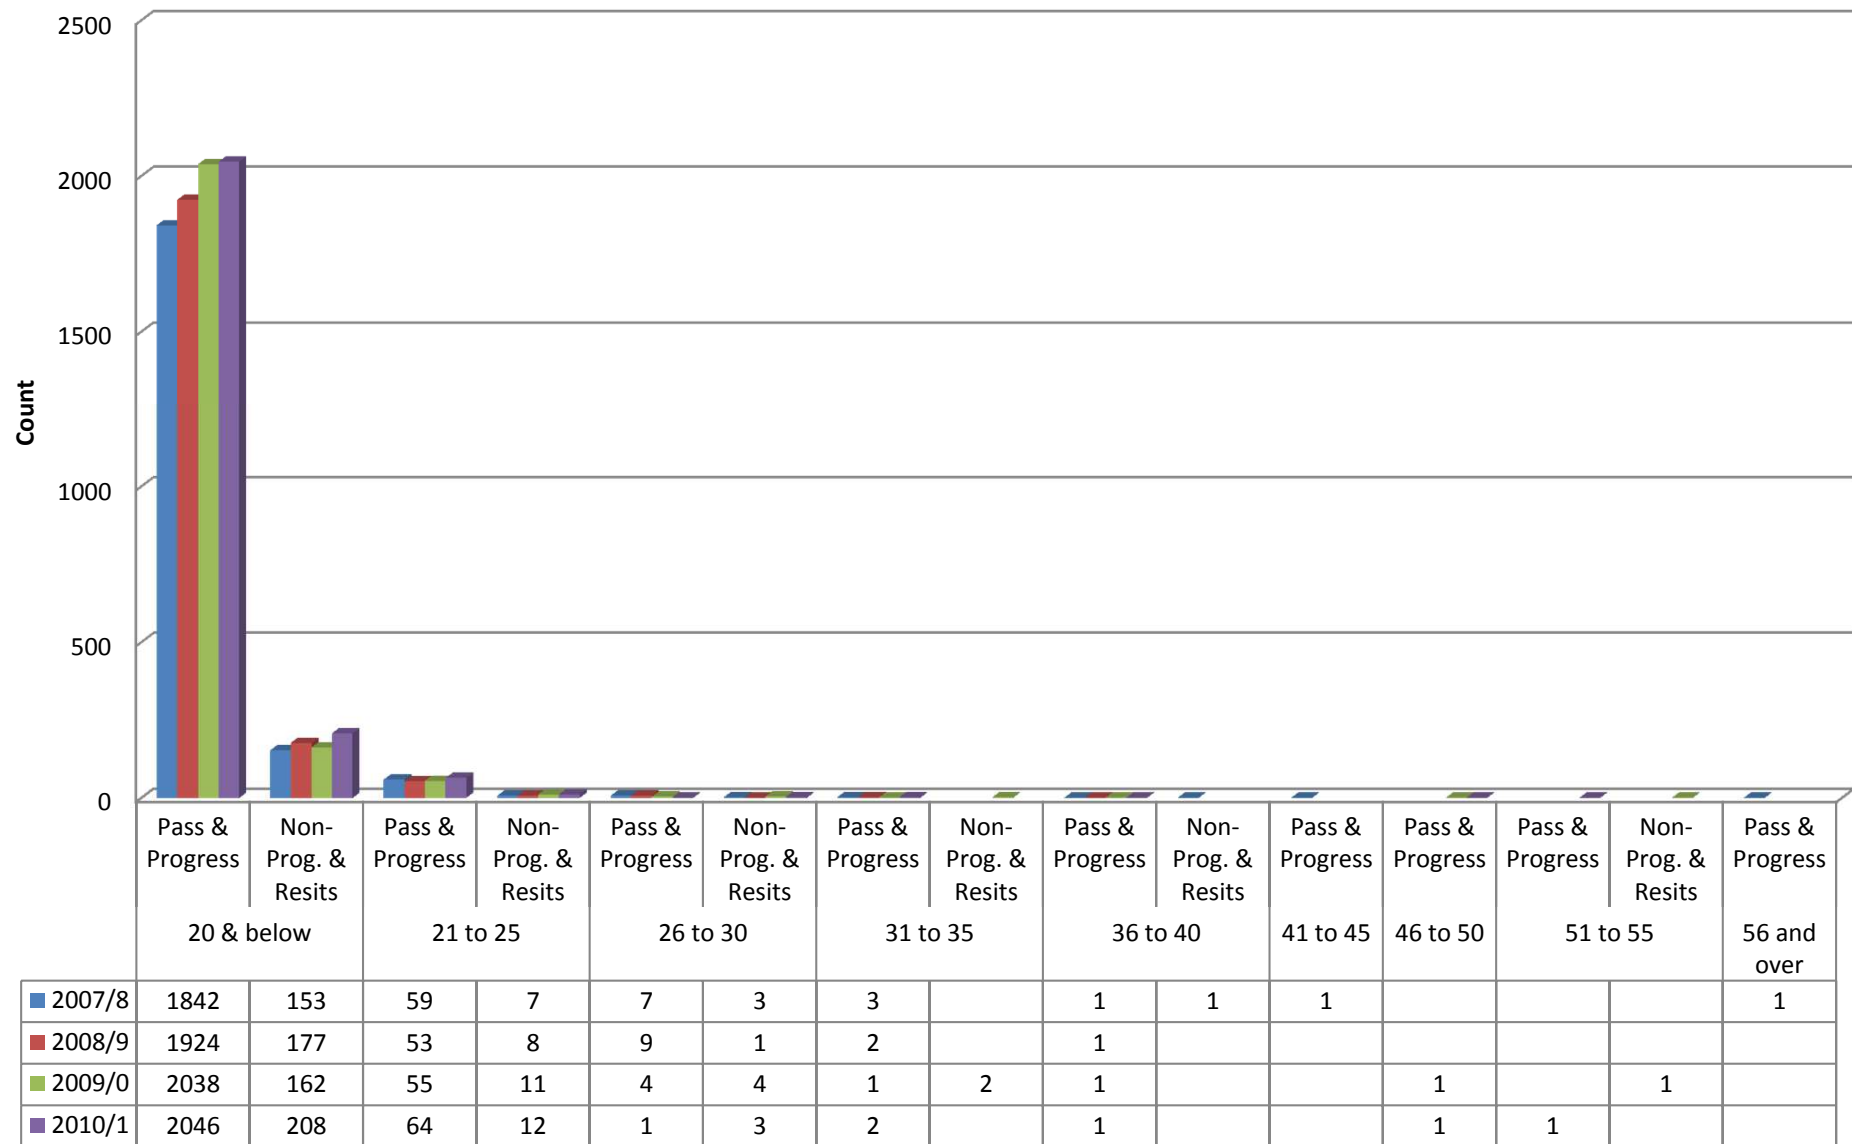 2500
2000
1500
1000
500
0
Count
Pass & Progress Non-Prog. & Resits Pass & Progress Non-Prog. & Resits Pass & Progress Non-Prog. & Resits Pass & Progress Non-Prog. & Resits Pass & Progress Non-Prog. & Resits Pass & Progress Pass & Progress Pass & Progress Non-Prog. & Resits Pass & Progress
20 & below 21 to 25 26 to 30 31 to 35 36 to 40 41 to 45 46 to 50 51 to 55 56 and over
2007/8 1842 153 59 7 7 3 3 1 1 1 1
2008/9 1924 177 53 8 9 1 2 1
2009/0 2038 162 55 11 4 4 1 2 1 1 1
2010/1 2046 208 64 12 1 3 2 1 1 1